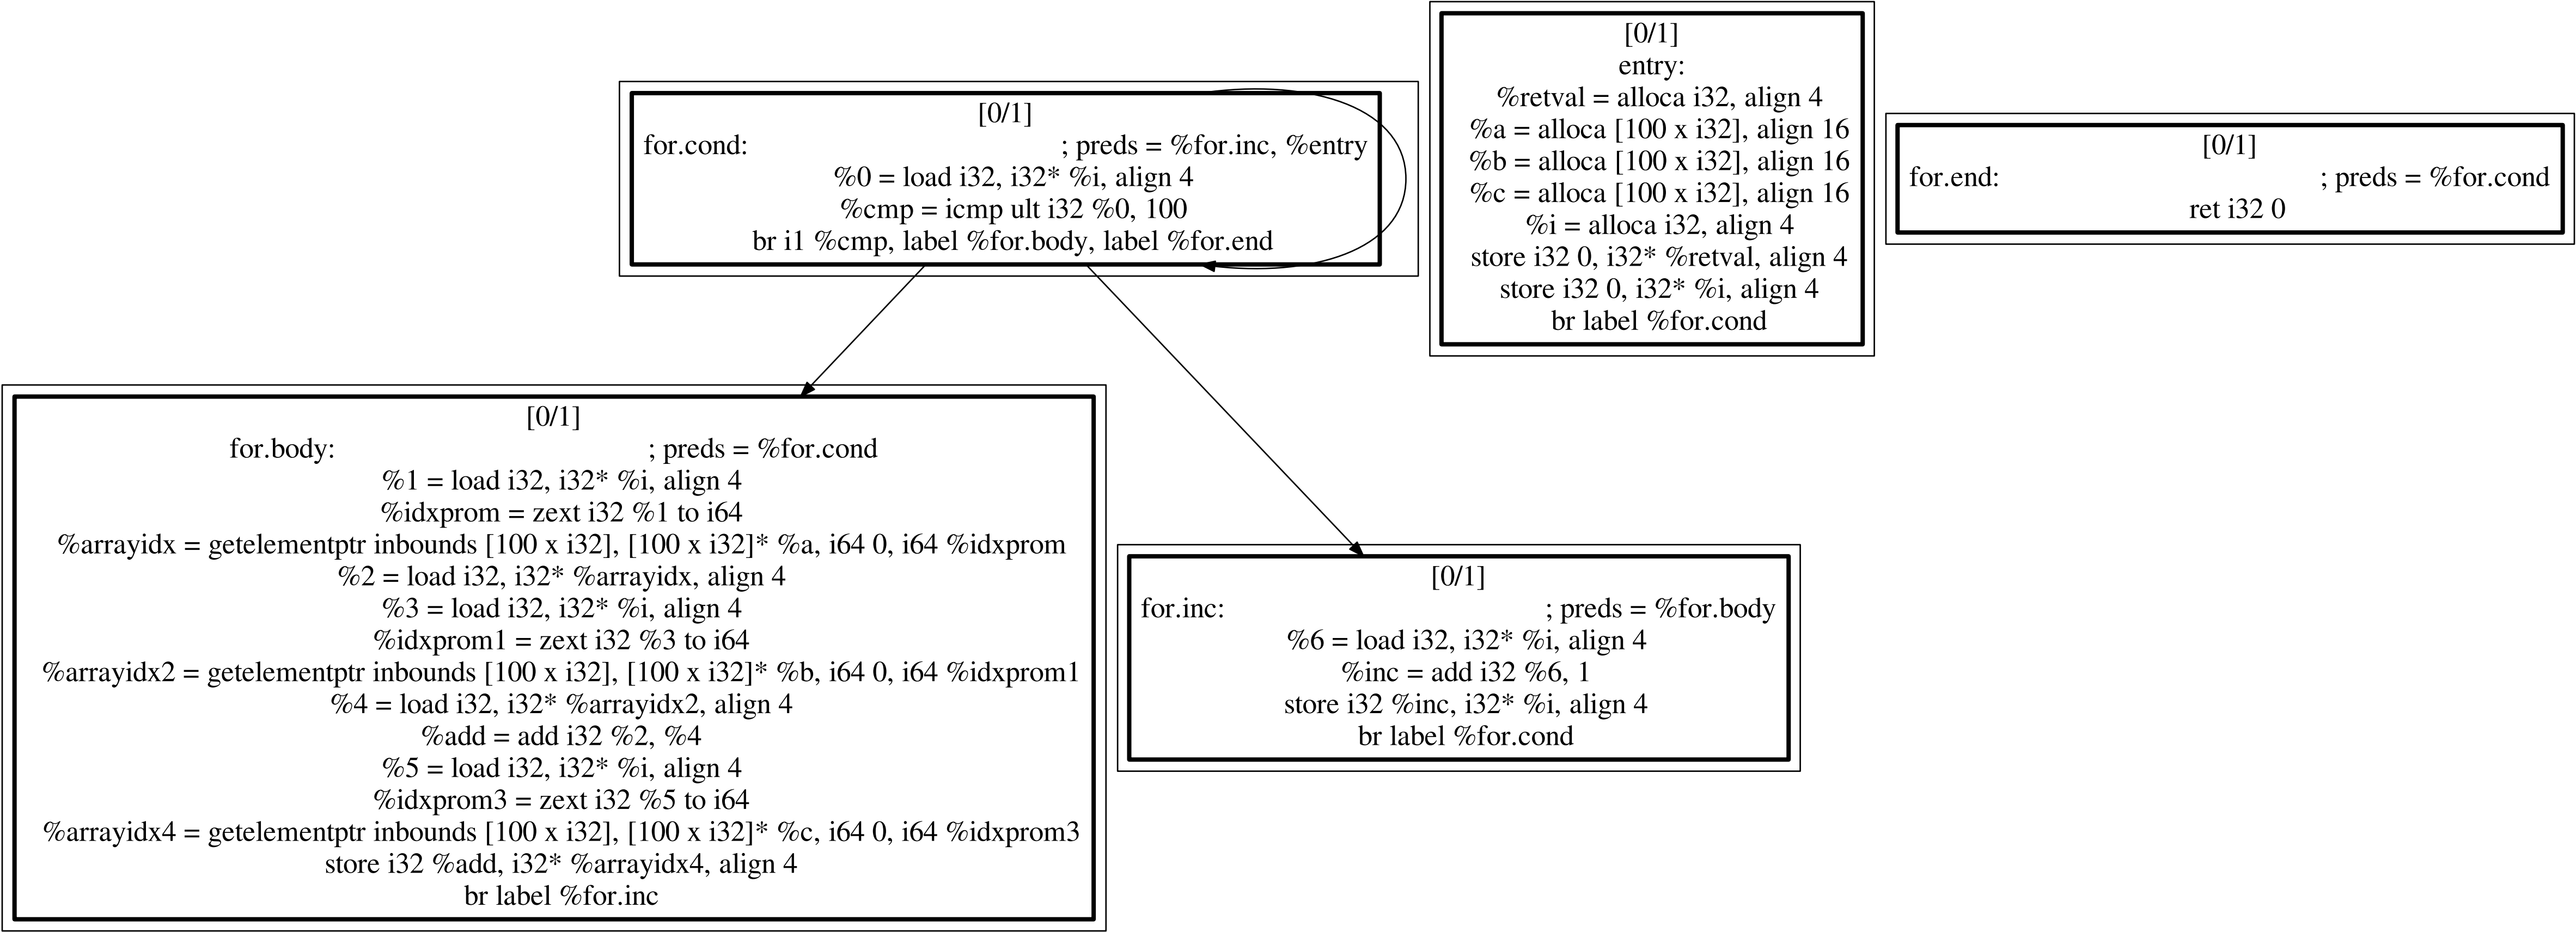 [0/1]
for.cond: ; preds = %for.inc, %entry
%0 = load i32, i32* %i, align 4
%cmp = icmp ult i32 %0, 100
br i1 %cmp, label %for.body, label %for.end
[0/1]
entry:
%retval = alloca i32, align 4
%a = alloca [100 x i32], align 16
%b = alloca [100 x i32], align 16
%c = alloca [100 x i32], align 16
%i = alloca i32, align 4
store i32 0, i32* %retval, align 4
store i32 0, i32* %i, align 4
br label %for.cond
[0/1]
for.end: ; preds = %for.cond
ret i32 0
[0/1]
for.body: ; preds = %for.cond
%1 = load i32, i32* %i, align 4
%idxprom = zext i32 %1 to i64
%arrayidx = getelementptr inbounds [100 x i32], [100 x i32]* %a, i64 0, i64 %idxprom
%2 = load i32, i32* %arrayidx, align 4
%3 = load i32, i32* %i, align 4
%idxprom1 = zext i32 %3 to i64
%arrayidx2 = getelementptr inbounds [100 x i32], [100 x i32]* %b, i64 0, i64 %idxprom1
%4 = load i32, i32* %arrayidx2, align 4
%add = add i32 %2, %4
%5 = load i32, i32* %i, align 4
%idxprom3 = zext i32 %5 to i64
%arrayidx4 = getelementptr inbounds [100 x i32], [100 x i32]* %c, i64 0, i64 %idxprom3
store i32 %add, i32* %arrayidx4, align 4
br label %for.inc
[0/1]
for.inc: ; preds = %for.body
%6 = load i32, i32* %i, align 4
%inc = add i32 %6, 1
store i32 %inc, i32* %i, align 4
br label %for.cond